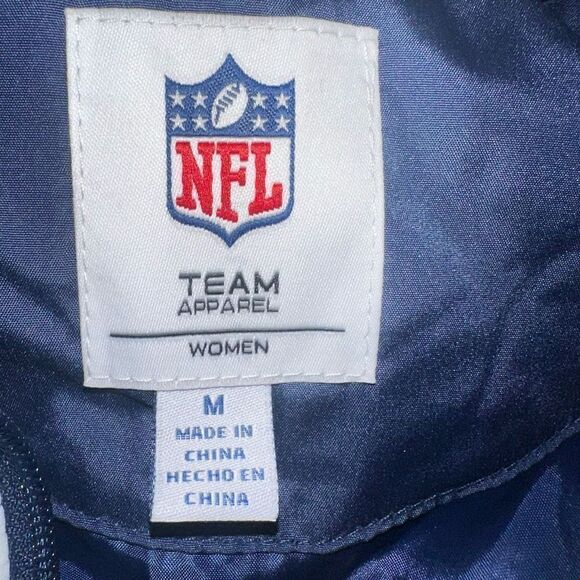 NFL
TEAM
APPAREL
WOMEN
M
MADE IN
CHINA
HECHO EN
CHINA